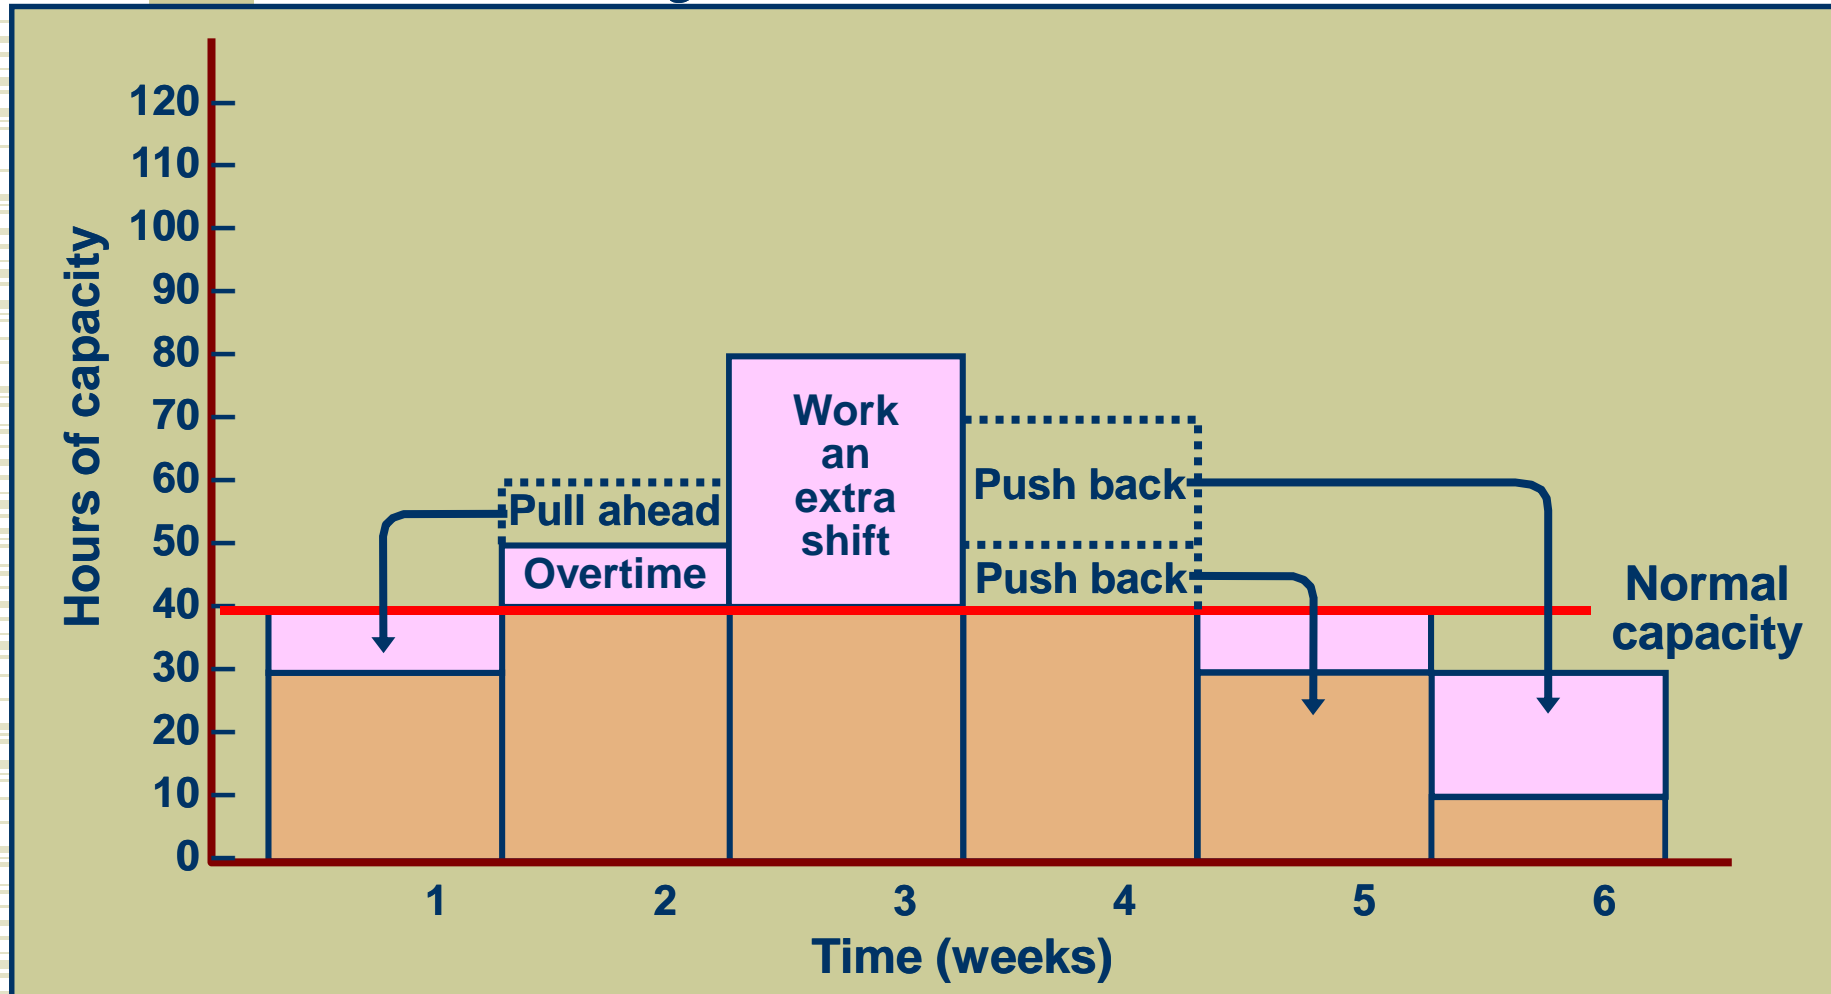 120
110
100
90
80
70
60
50
40
30
20
10
0
Hours of capacity
Work
an
extra
shift
Pull ahead
Overtime
Push back
Push back
Normal
capacity
1 2 3 4 5 6
Time (weeks)